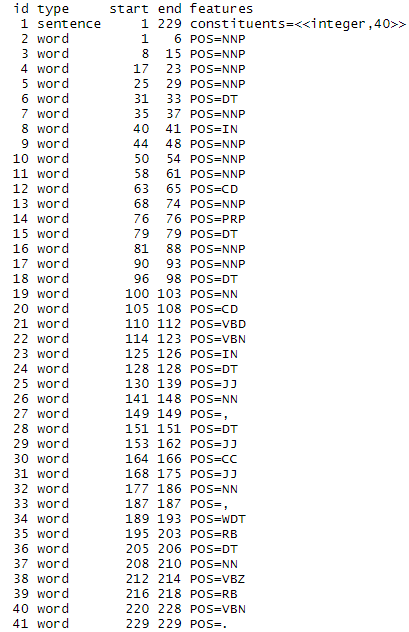 id type start end features
1 sentence 1 229 constituents=<<integer,40>>
2 word 1 6 POS=NNP
3 word 8 15 POS=NNP
4 word 17 23 POS=NNP
5 word 25 29 POS=NNP
6 word 31 33 POS=DT
7 word 35 37 POS=NNP
8 word 40 41 POS=IN
9 word 44 48 POS=NNP
10 word 50 54 POS=NNP
11 word 58 61 POS=NNP
12 word 63 65 POS=CD
13 word 68 74 POS=NNP
14 word 76 76 POS=PRP
15 word 79 79 POS=DT
16 word 81 88 POS=NNP
17 word 90 93 POS=NNP
18 word 96 98 POS=DT
19 word 100 103 POS=NN
20 word 105 108 POS=CD
21 word 110 112 POS=VBD
22 word 114 123 POS=VBN
23 word 125 126 POS=IN
24 word 128 128 POS=DT
25 word 130 139 POS=JJ
26 word 141 148 POS=NN
27 word 149 149 POS=,
28 word 151 151 POS=DT
29 word 153 162 POS=JJ
30 word 164 166 POS=CC
31 word 168 175 POS=JJ
32 word 177 186 POS=NN
33 word 187 187 POS=,
34 word 189 193 POS=WDT
35 word 195 203 POS=RB
36 word 205 206 POS=DT
37 word 208 210 POS=NN
38 word 212 214 POS=VBZ
39 word 216 218 POS=RB
40 word 220 228 POS=VBN
41 word 229 229 POS=.